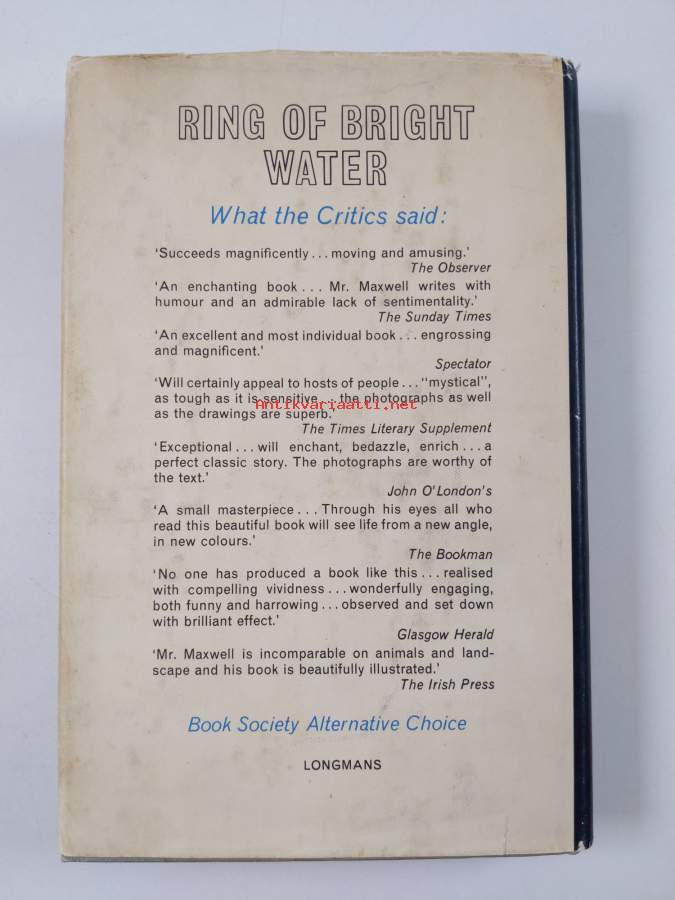 RING OF BRIGHT
WATER
What the Critics said:
'Succeeds magnificently... moving and amusing.'
The Observer
'An enchanting book... Mr. Maxwell writes with
humour and an admirable lack of sentimentality.'
The Sunday Times
'An excellent and most individual book... engrossing
and magnificent.'
Spectator
'Will certainly appeal to hosts of people... "mystical",
as tough as it is sensitive... the photographs as well
Antikvariaatti.net
as the drawings are superb.'
The Times Literary Supplement
'Exceptional... will enchant, bedazzle, enrich... a
perfect classic story. The photographs are worthy of
the text.'
John O'London's
'A small masterpiece... Through his eyes all who
read this beautiful book will see life from a new angle,
in new colours.'
The Bookman
'No one has produced a book like this... realised
with compelling vividness... wonderfully engaging,
both funny and harrowing... observed and set down
with brilliant effect.'
Glasgow Herald
'Mr. Maxwell is incomparable on animals and land-
scape and his book is beautifully illustrated.'
The Irish Press
Book Society Alternative Choice
LONGMANS